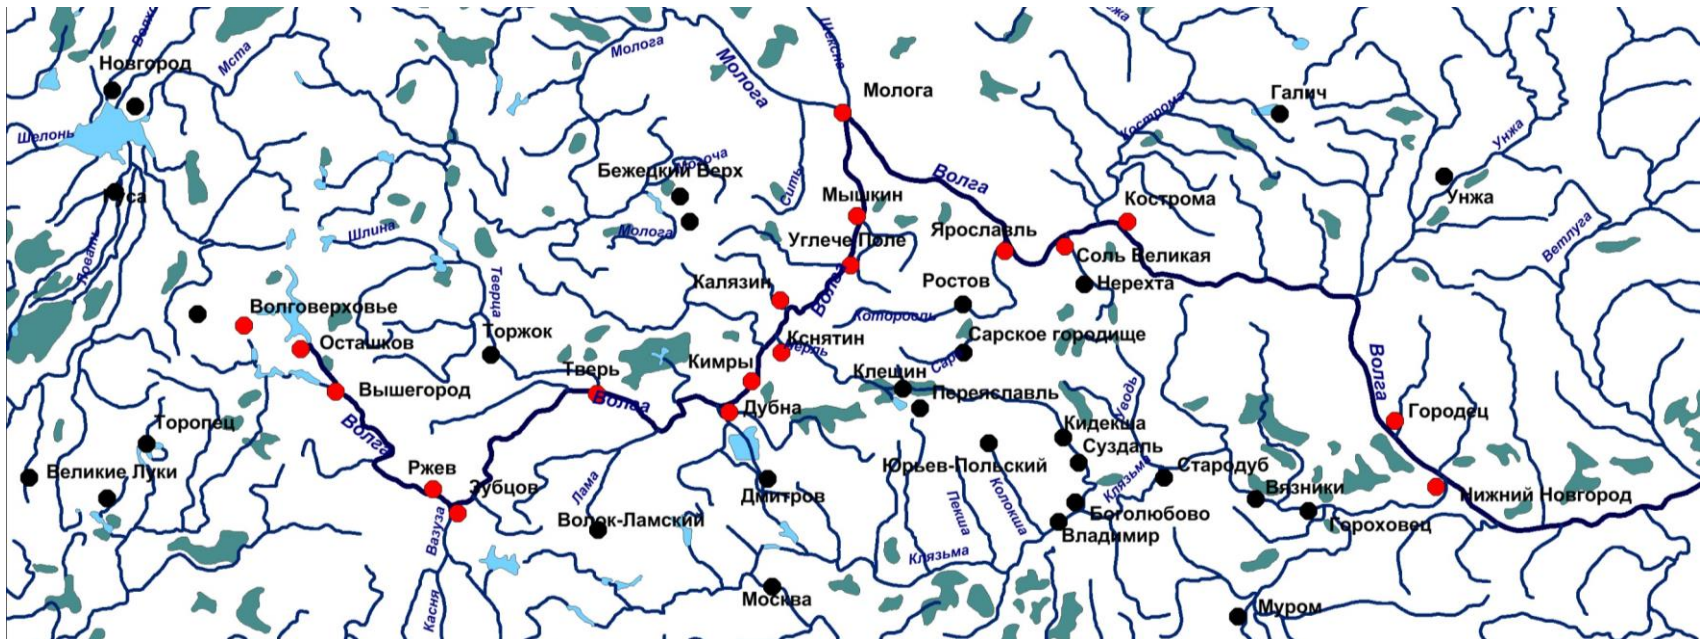 Новгород
Мста
Молога
Молога
Шексна
Молога
Галич
Шелонь
Кострома
Унжа
Бежецкий Верх
Молоча
Волга
Сить
Мышкин
Кострома
Унжа
Ловать
Шлина
Молога
Углече Поле
Ярославль
Соль Великая
Ветлуга
Тверца
Калязин
Волга
Ростов
Нерехта
Волговерховье
Которосль
Осташков
Торжок
Кснятин
Нерль
Сарское городище
Сара
Вышегород
Тверь
Кимры
Клещин
Волга
Волга
Дубна
Переяславль
Уводь
Волга
Городец
Торопец
Кидекша
Суздаль
Великие Луки
Ржев
Зубцов
Лама
Дмитров
Юрьев-Польский
Клязьма
Стародуб
Вязники
Нижний Новгород
Волок-Ламский
Пекша
Колокша
Боголюбово
Владимир
Гороховец
Вазуза
Клязьма
Касня
Москва
Муром